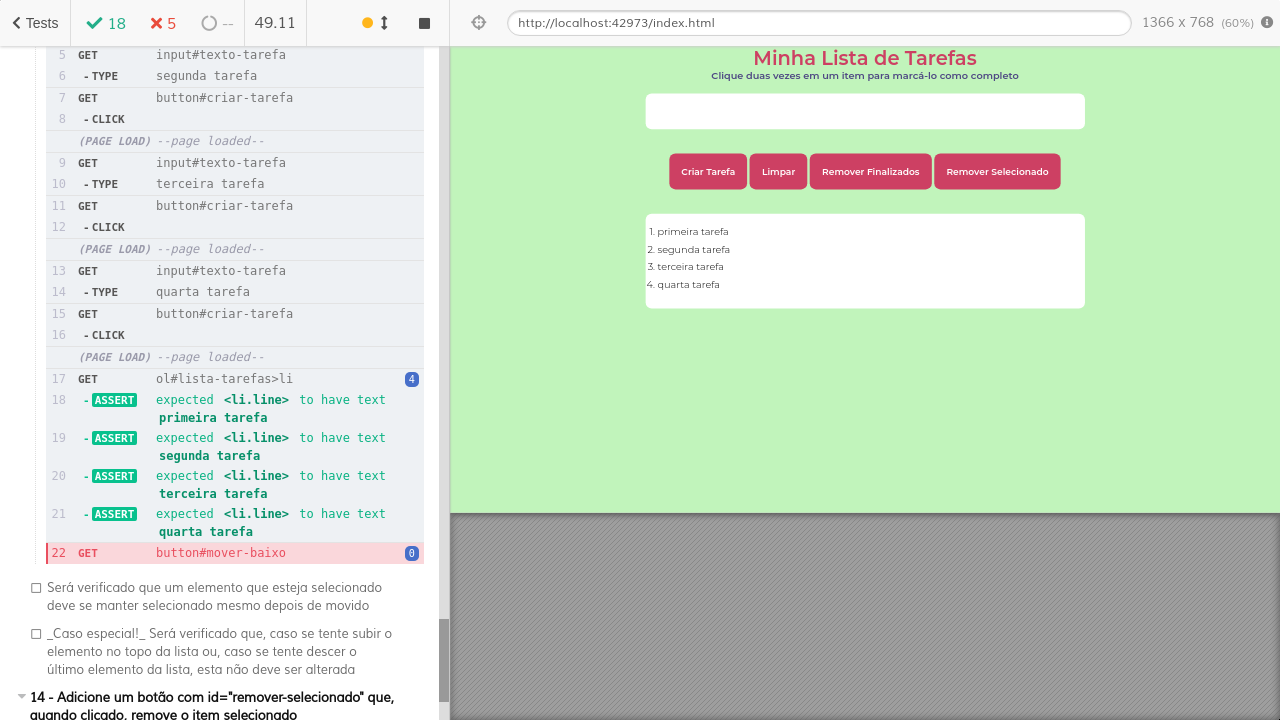 Tests
18
5
--
49.11
http://localhost:42973/index.html
1366 x 768 (60%)
5 GET input#texto-tarefa
6 -TYPE segunda tarefa
7 GET button#criar-tarefa
8 -CLICK
(PAGE LOAD) --page loaded--
9 GET input#texto-tarefa
10 -TYPE terceira tarefa
11 GET button#criar-tarefa
12 -CLICK
(PAGE LOAD) --page loaded--
13 GET input#texto-tarefa
14 -TYPE quarta tarefa
15 GET button#criar-tarefa
16 -CLICK
(PAGE LOAD) --page loaded--
17 GET ol#lista-tarefas>li 4
18 -ASSERT expected <li.line> to have text
primeira tarefa
19 -ASSERT expected <li.line> to have text
segunda tarefa
20 -ASSERT expected <li.line> to have text
terceira tarefa
21 -ASSERT expected <li.line> to have text
quarta tarefa
22 GET button#mover-baixo 0
Será verificado que um elemento que esteja selecionado
deve se manter selecionado mesmo depois de movido
_Caso especial!_ Será verificado que, caso se tente subir o
elemento no topo da lista ou, caso se tente descer o
último elemento da lista, esta não deve ser alterada
14 - Adicione um botão com id="remover-selecionado" que,
quando clicado, remove o item selecionado
Minha Lista de Tarefas
Clique duas vezes em um item para marcá-lo como completo
Criar Tarefa
Limpar
Remover Finalizados
Remover Selecionado
1. primeira tarefa
2. segunda tarefa
3. terceira tarefa
4. quarta tarefa